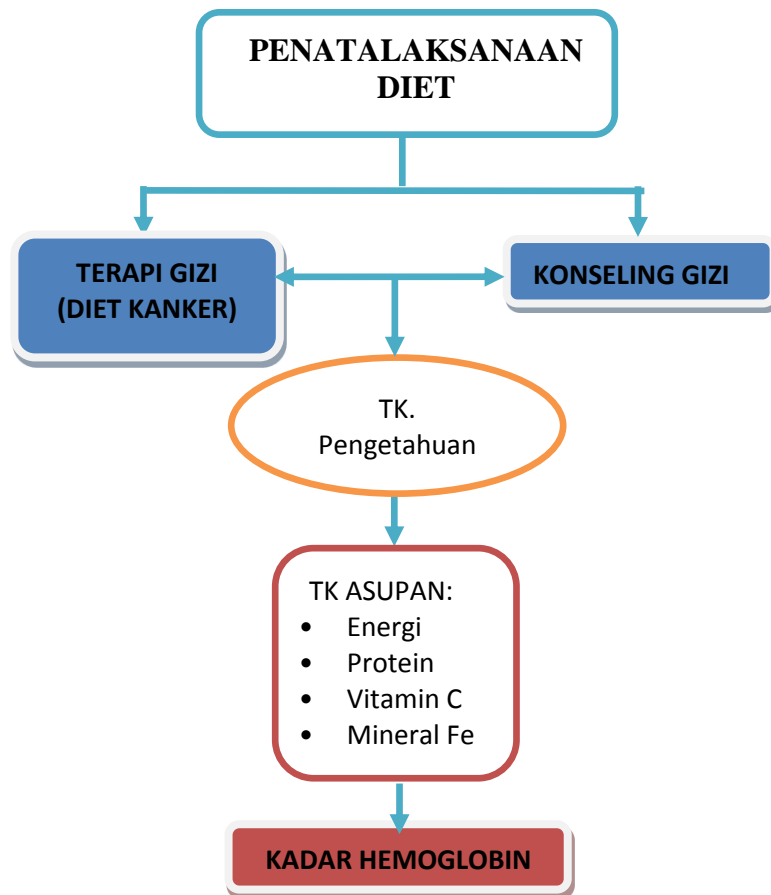 PENATALAKSANAAN
DIET
TERAPI GIZI
(DIET KANKER)
KONSELING GIZI
TK.
Pengetahuan
TK ASUPAN:
• Energi
• Protein
• Vitamin C
• Mineral Fe
KADAR HEMOGLOBIN